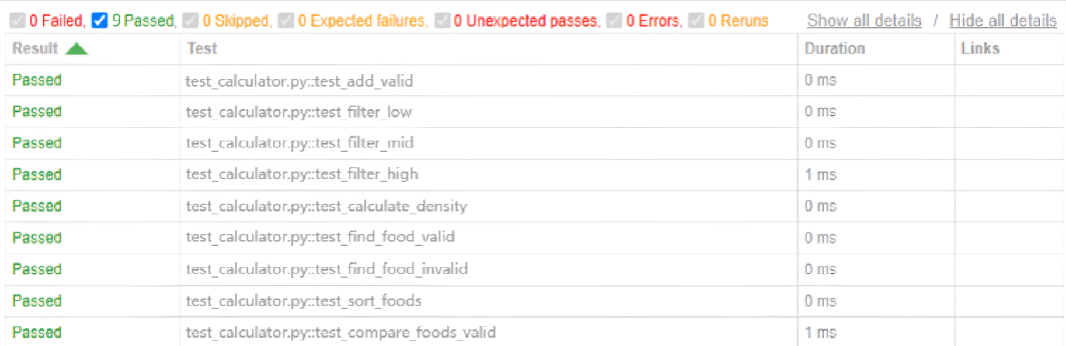 0 Failed, 9 Passed, 0 Skipped, 0 Expected failures, 0 Unexpected passes, 0 Errors, 0 Reruns Show all details / Hide all details
Result Test Duration Links
Passed test_calculator.py::test_add_valid 0 ms
Passed test_calculator.py::test_filter_low 0 ms
Passed test_calculator.py::test_filter_mid 0 ms
Passed test_calculator.py::test_filter_high 1 ms
Passed test_calculator.py::test_calculate_density 0 ms
Passed test_calculator.py::test_find_food_valid 0 ms
Passed test_calculator.py::test_find_food_invalid 0 ms
Passed test_calculator.py::test_sort_foods 0 ms
Passed test_calculator.py::test_compare_foods_valid 1 ms